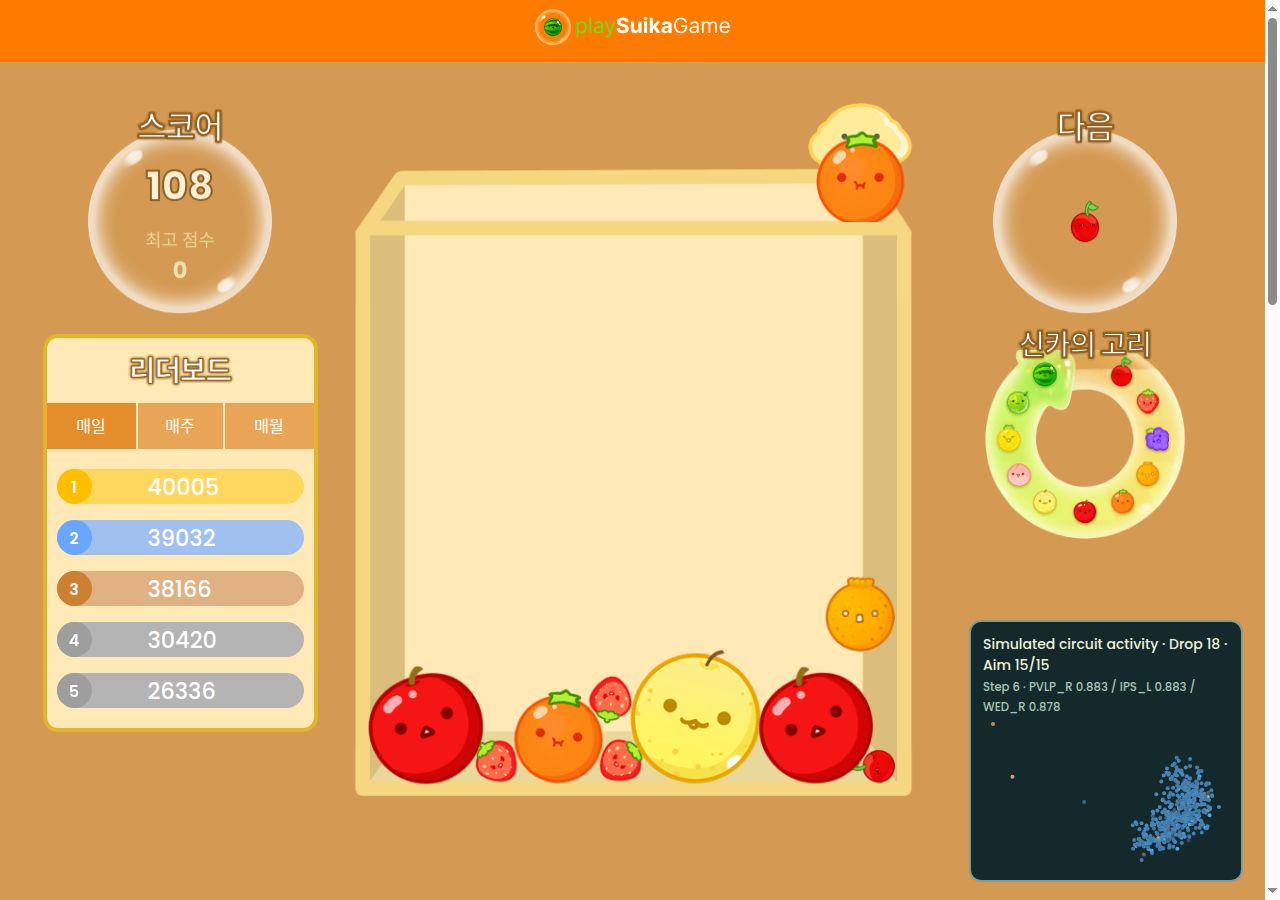 playSuikaGame
스코어
108
최고 점수
0
리더보드
매일 매주 매월
1 40005
2 39032
3 38166
4 30420
5 26336
다음
신카의 고리
Simulated circuit activity · Drop 18 ·
Aim 15/15
Step 6 · PVLP_R 0.883 / IPS_L 0.883 /
WED_R 0.878